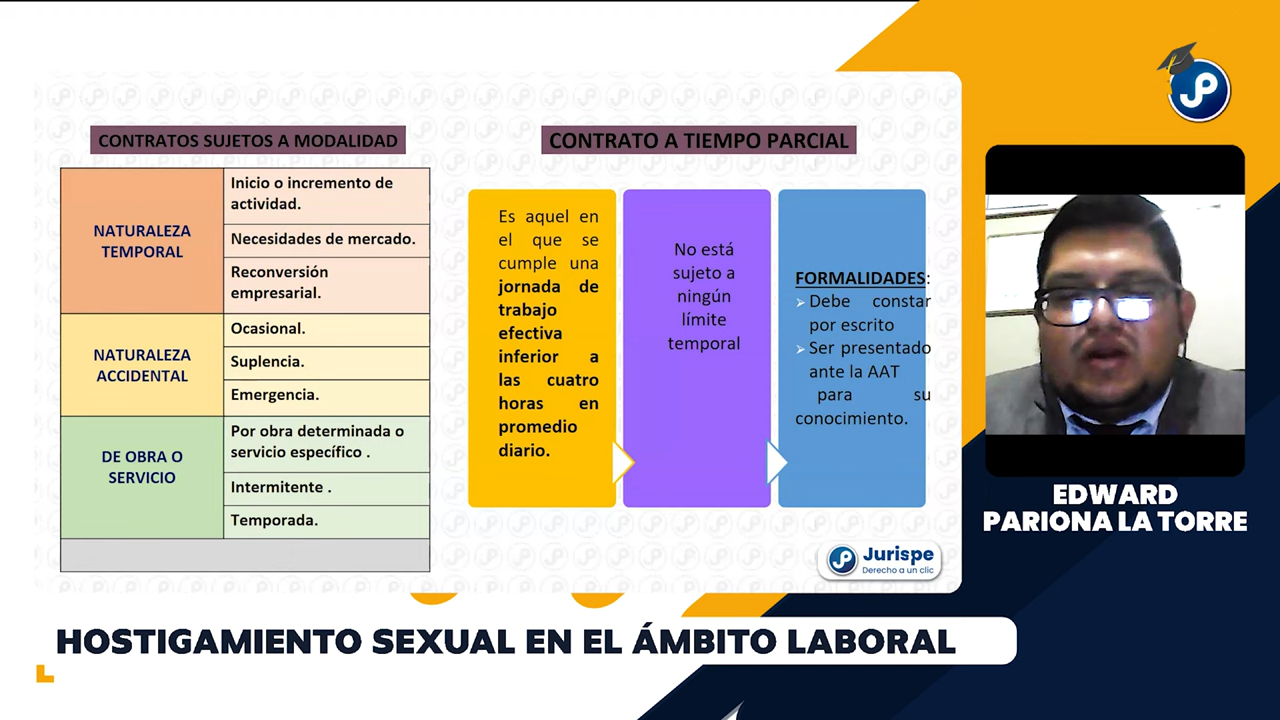 CONTRATOS SUJETOS A MODALIDAD
NATURALEZA
TEMPORAL
Inicio o incremento de
actividad.
Necesidades de mercado.
Reconversión
empresarial.
NATURALEZA
ACCIDENTAL
Ocasional.
Suplencia.
Emergencia.
DE OBRA O
SERVICIO
Por obra determinada o
servicio específico .
Intermitente .
Temporada.
CONTRATO A TIEMPO PARCIAL
Es aquel en
el que se
cumple una
jornada de
trabajo
efectiva
inferior a
las cuatro
horas en
promedio
diario.
No está
sujeto a
ningún
límite
temporal
FORMALIDADES:
➢ Debe constar
por escrito
➢ Ser presentado
ante la AAT
para su
conocimiento.
JP
Jurispe
Derecho a un clic
JP
EDWARD
PARIONA LA TORRE
HOSTIGAMIENTO SEXUAL EN EL ÁMBITO LABORAL